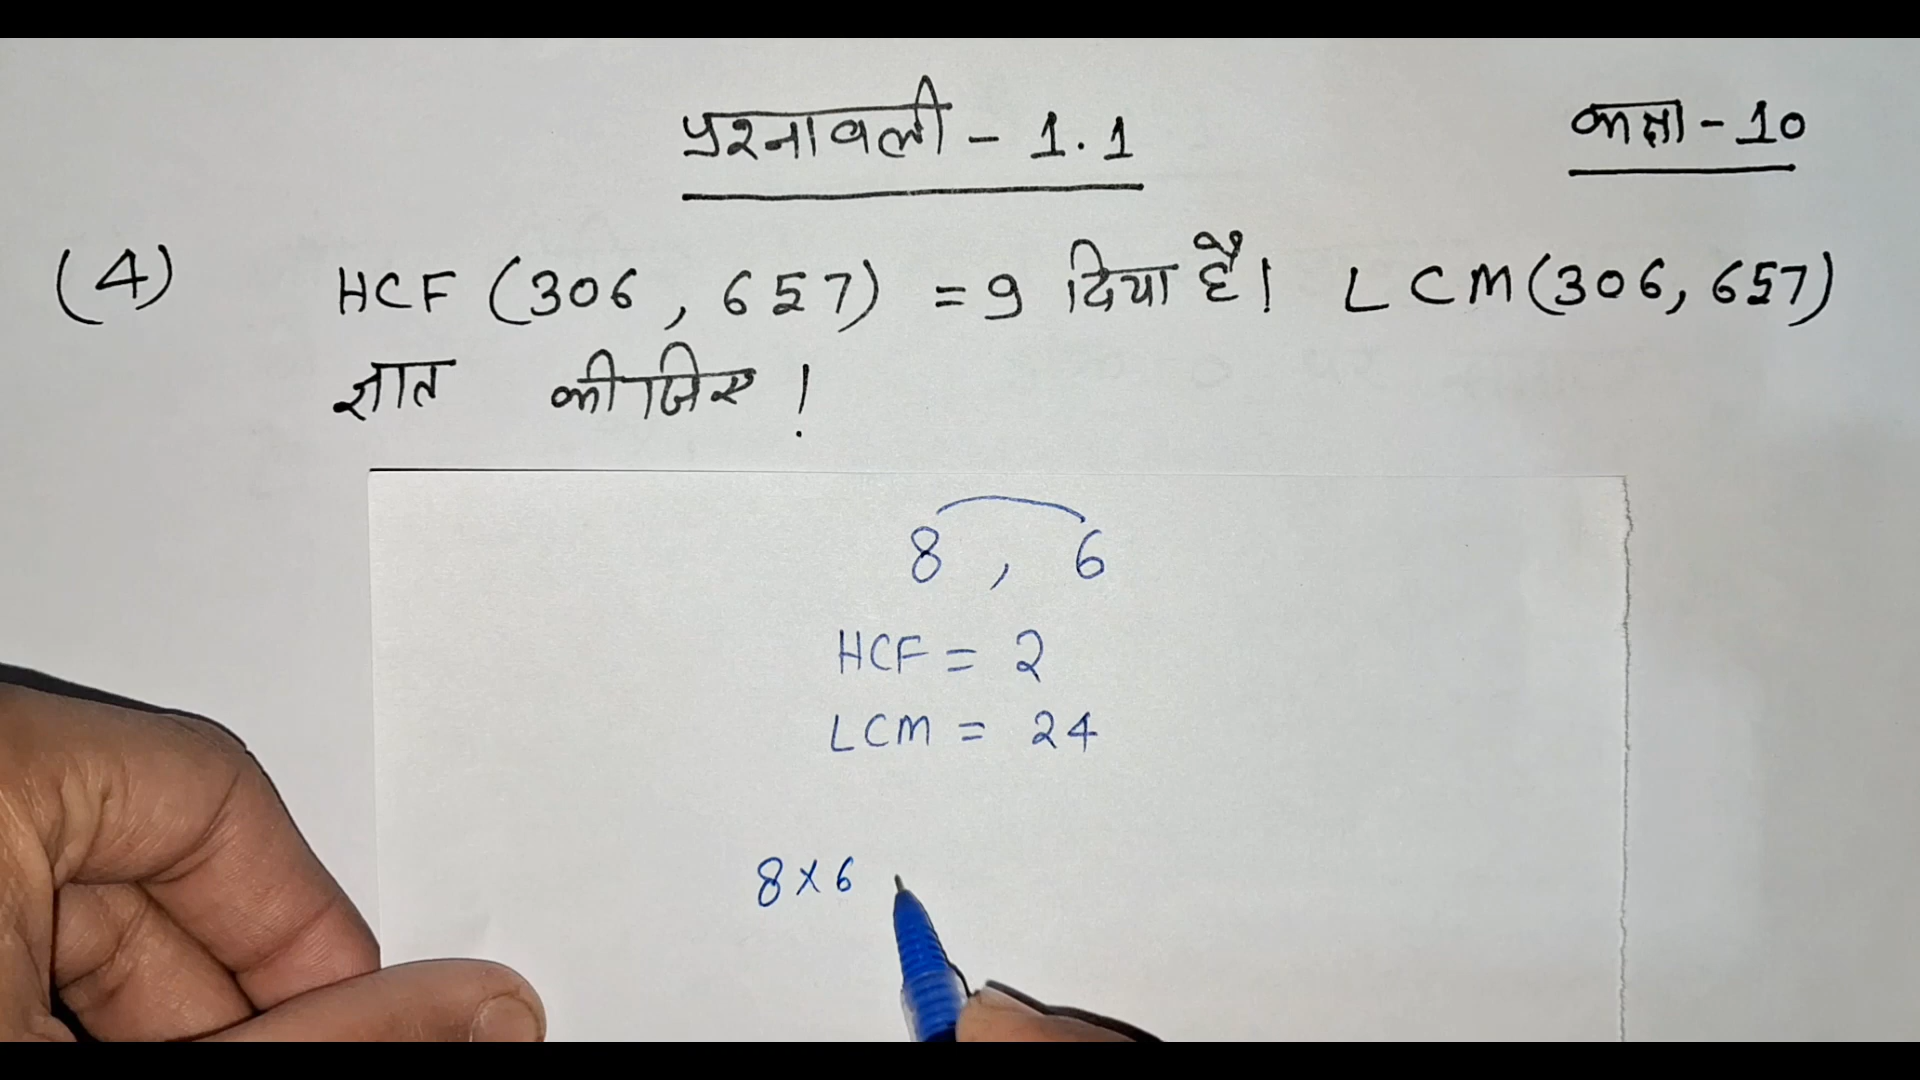 प्रश्नावली - 1.1
कक्षा - 10
(4) HCF (306, 657) = 9 दिया है। LCM(306, 657)
ज्ञात कीजिए !
8 , 6
HCF = 2
LCM = 24
8×6